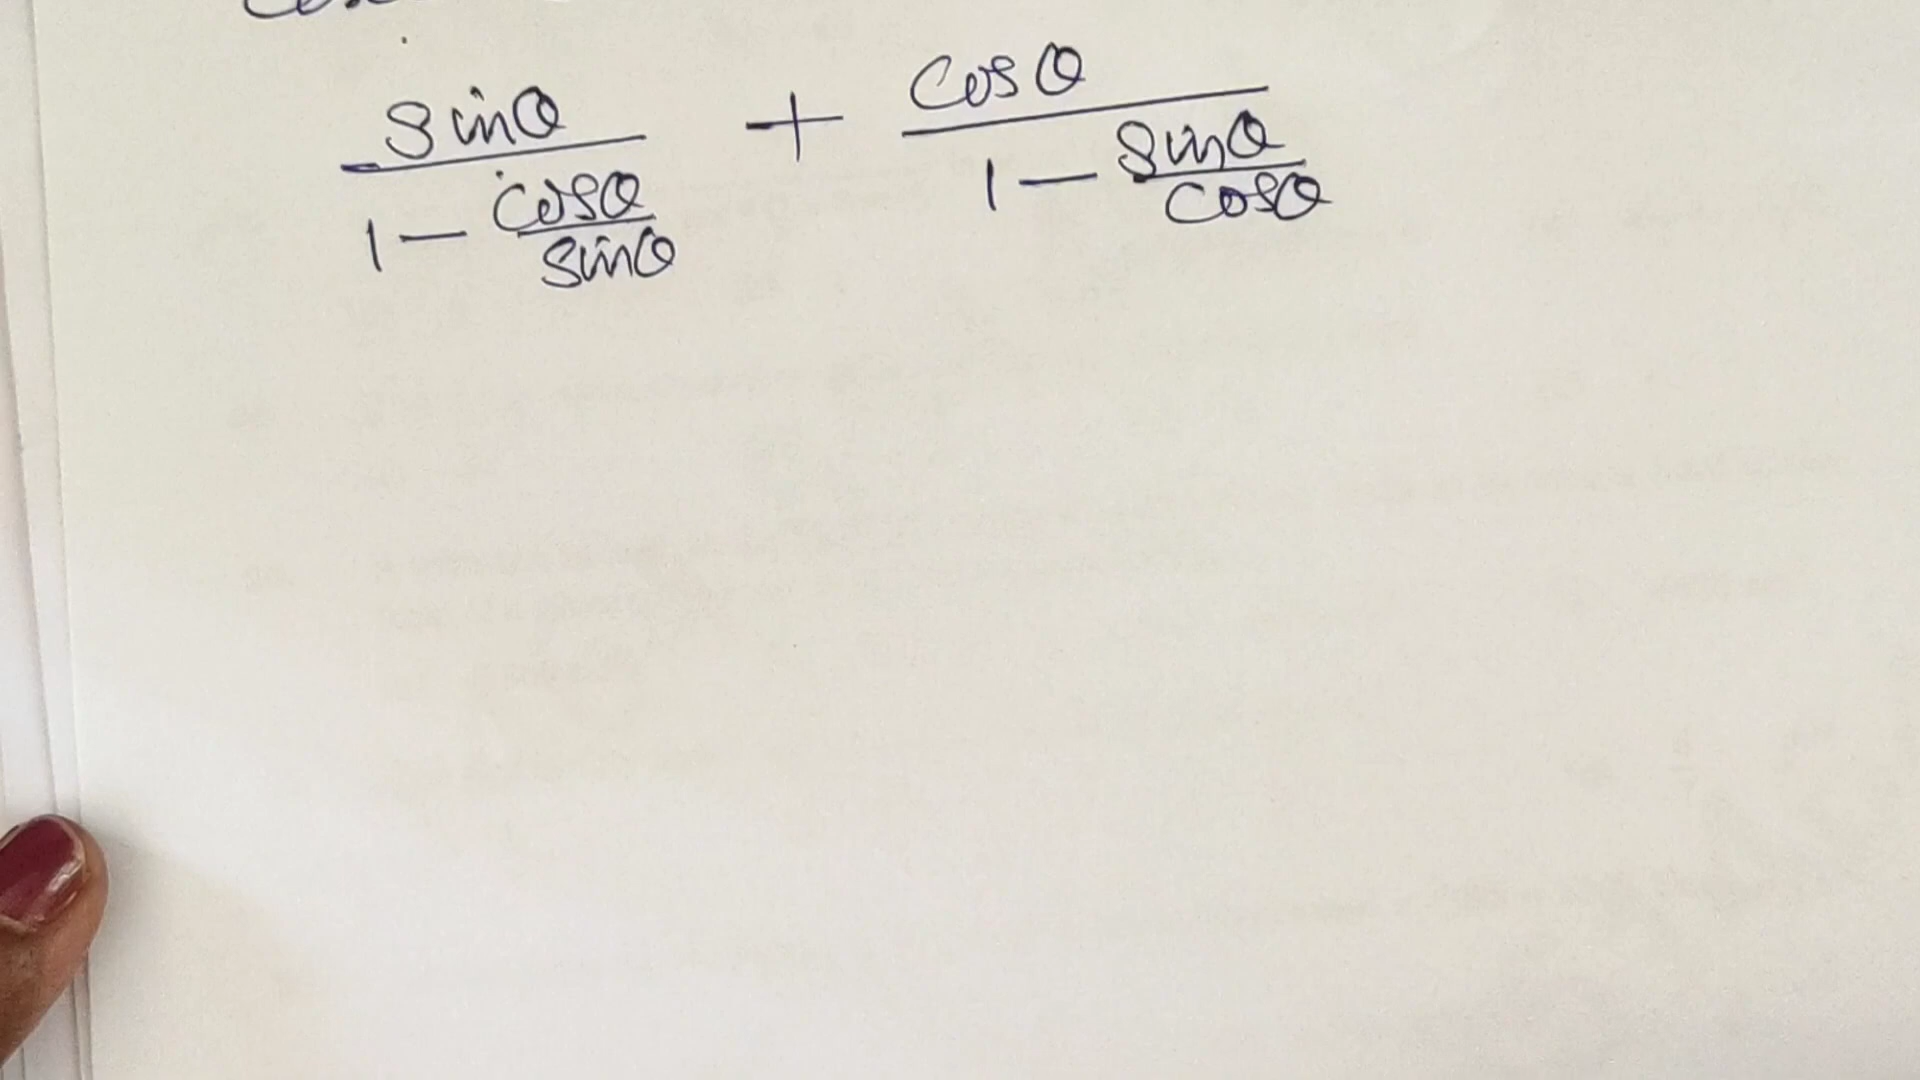 sinθ / (1 - cosθ / sinθ) + cosθ / (1 - sinθ / cosθ)